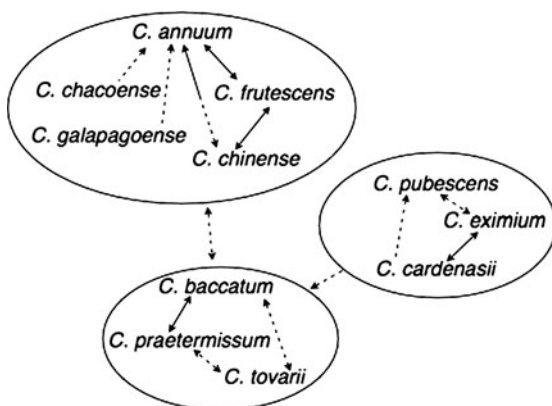 C. annuum
C. chacoense
C. frutescens
C. galapagoense
C. chinense
C. pubescens
C. eximium
C. cardenasii
C. baccatum
C. praetermissum
C. tovarii